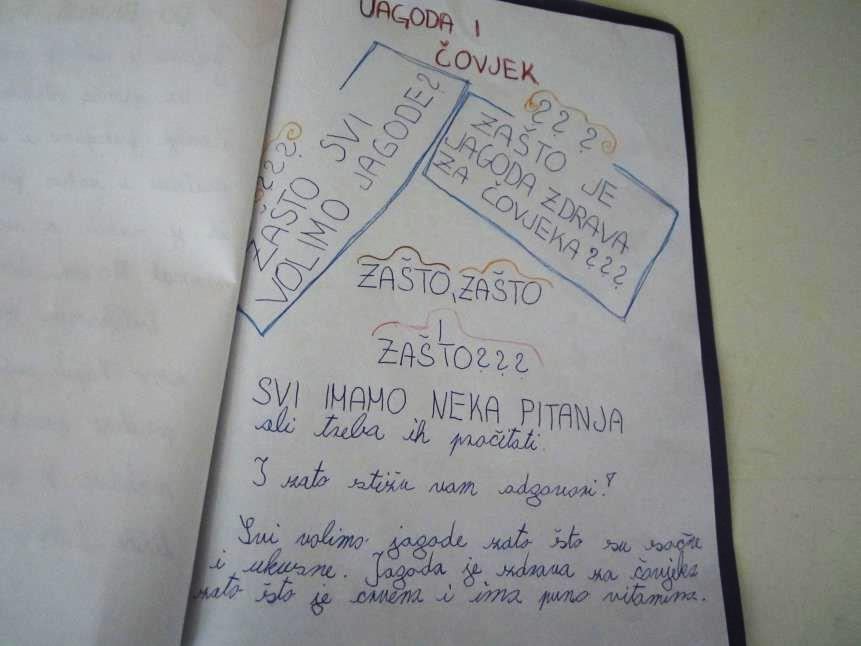 JAGODA I
ČOVJEK
???
ZAŠTO SVI
VOLIMO JAGODE?
???
ZAŠTO JE
JAGODA ZDRAVA
ZA ČOVJEKA???
ZAŠTO, ZAŠTO
I
ZAŠTO???
SVI IMAMO NEKA PITANJA
ali treba ih pročitati.
I zato stižu vam odgovori!
Svi volimo jagode zato što su sočne
i ukusne. Jagoda je zdrava za čovjeka
zato što je crvena i ima puno vitamina.